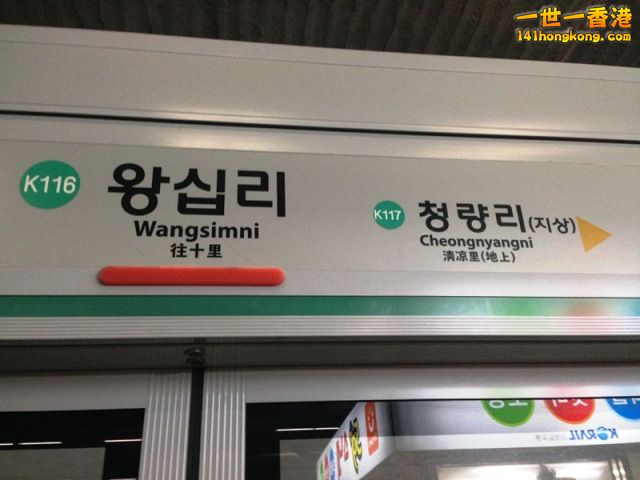 一世一香港
141hongkong.com
K116
왕십리
Wangsimni
往十里
K117
청량리(지상)
Cheongnyangni
淸凉里(地上)
KORAIL